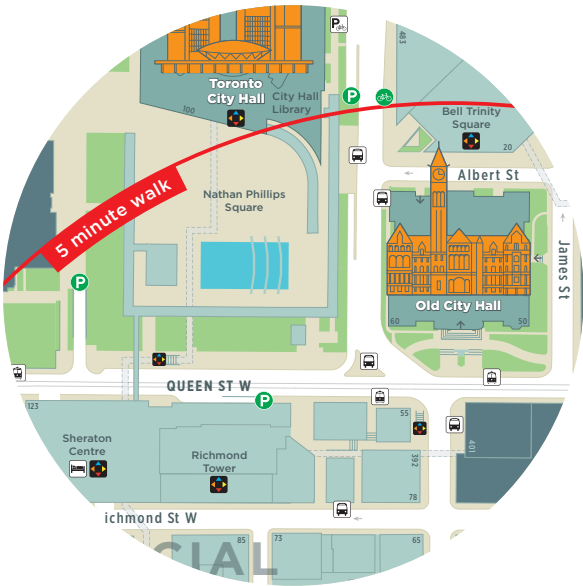 P
483
Toronto
City Hall
City Hall
Library
100
P
Bell Trinity
Square
20
Albert St
5 minute walk
Nathan Phillips
Square
James St
P
Old City Hall
60
50
QUEEN ST W
P
123
55
Sheraton
Centre
Richmond
Tower
401
392
78
ichmond St W
85
73
65
CIAL